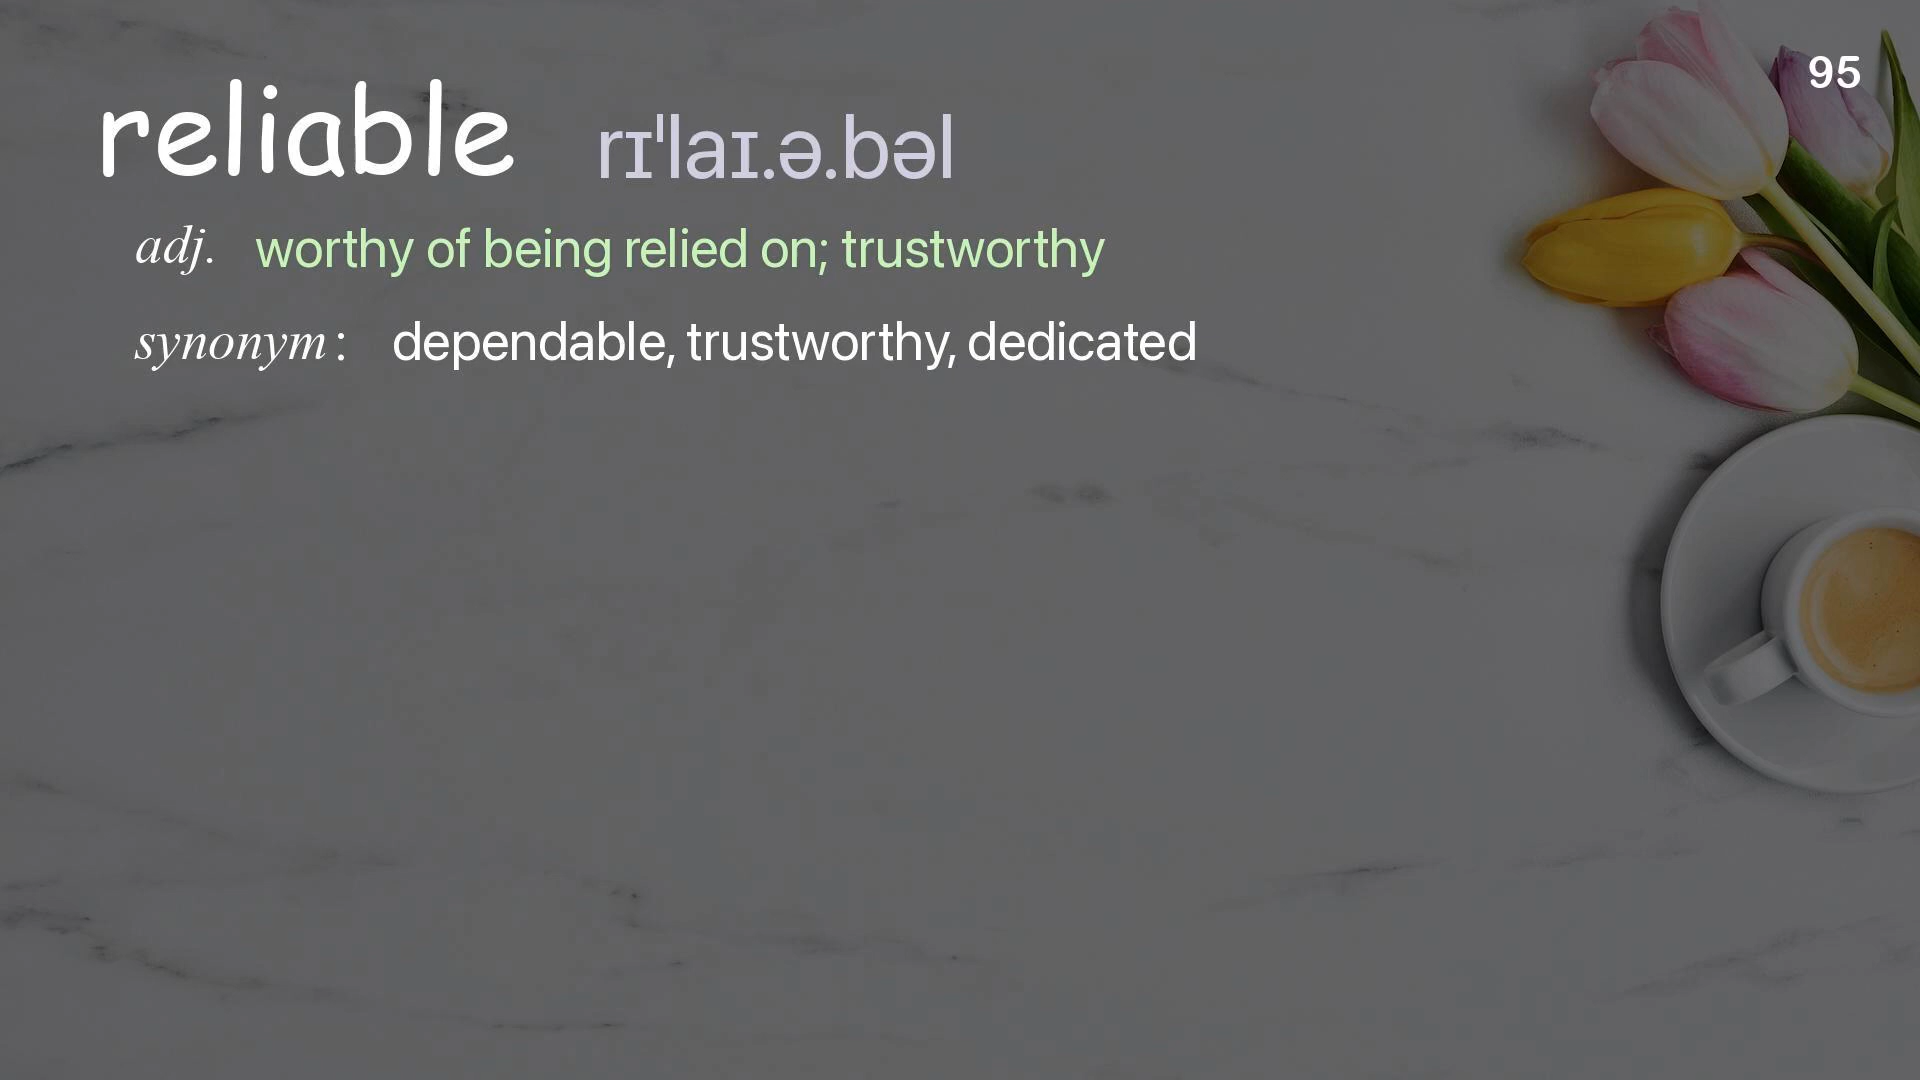 95
reliable rɪˈlaɪ.ə.bəl
adj. worthy of being relied on; trustworthy
synonym: dependable, trustworthy, dedicated